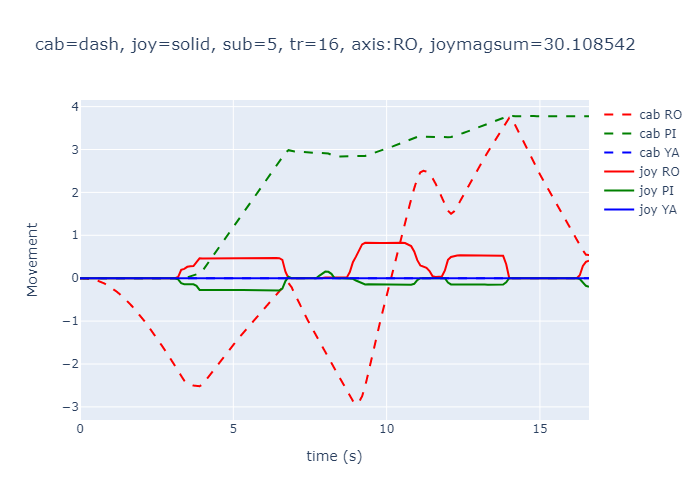 cab=dash, joy=solid, sub=5, tr=16, axis:RO, joymagsum=30.108542
4
3
2
1
0
−1
−2
−3
Movement
0
5
10
15
time (s)
cab RO
cab PI
cab YA
joy RO
joy PI
joy YA